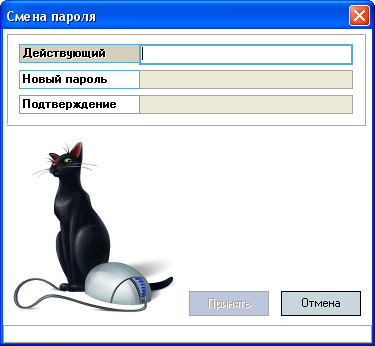 Смена пароля
Действующий
Новый пароль
Подтверждение
Принять
Отмена